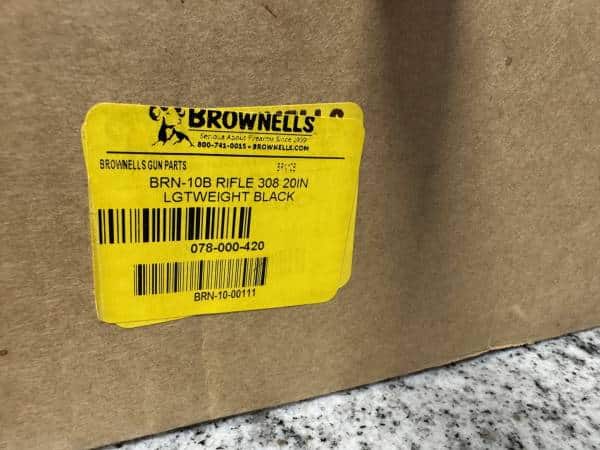 BROWNELLS
Serious About Firearms Since 1939
800-741-0015 • BROWNELLS.COM
BROWNELLS GUN PARTS BRN10B
BRN-10B RIFLE 308 20IN
LGTWEIGHT BLACK
078-000-420
BRN-10-00111